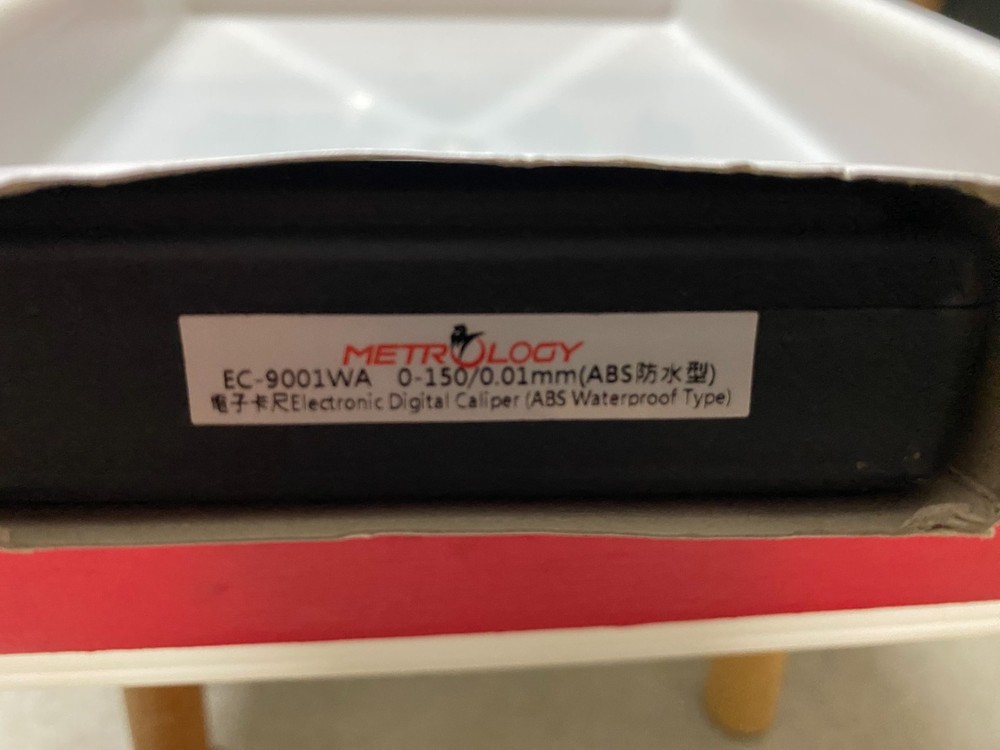 METROLOGY
EC-9001WA 0-150/0.01mm(ABS防水型)
電子卡尺Electronic Digital Caliper (ABS Waterproof Type)